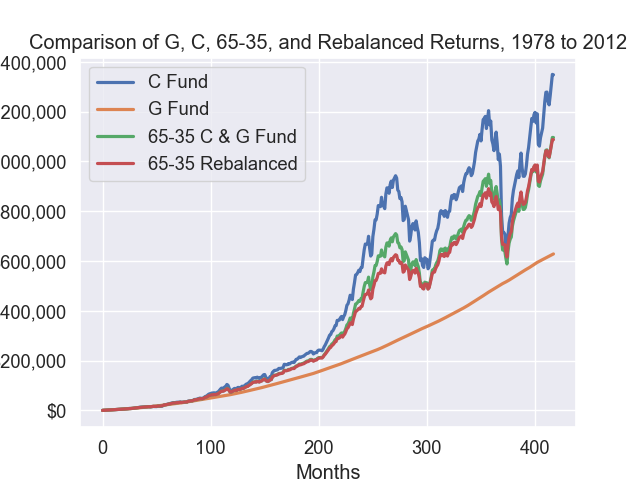 Comparison of G, C, 65-35, and Rebalanced Returns, 1978 to 2012
400,000
C Fund
G Fund
65-35 C & G Fund
65-35 Rebalanced
200,000
000,000
800,000
600,000
400,000
200,000
$0
0 100 200 300 400
Months